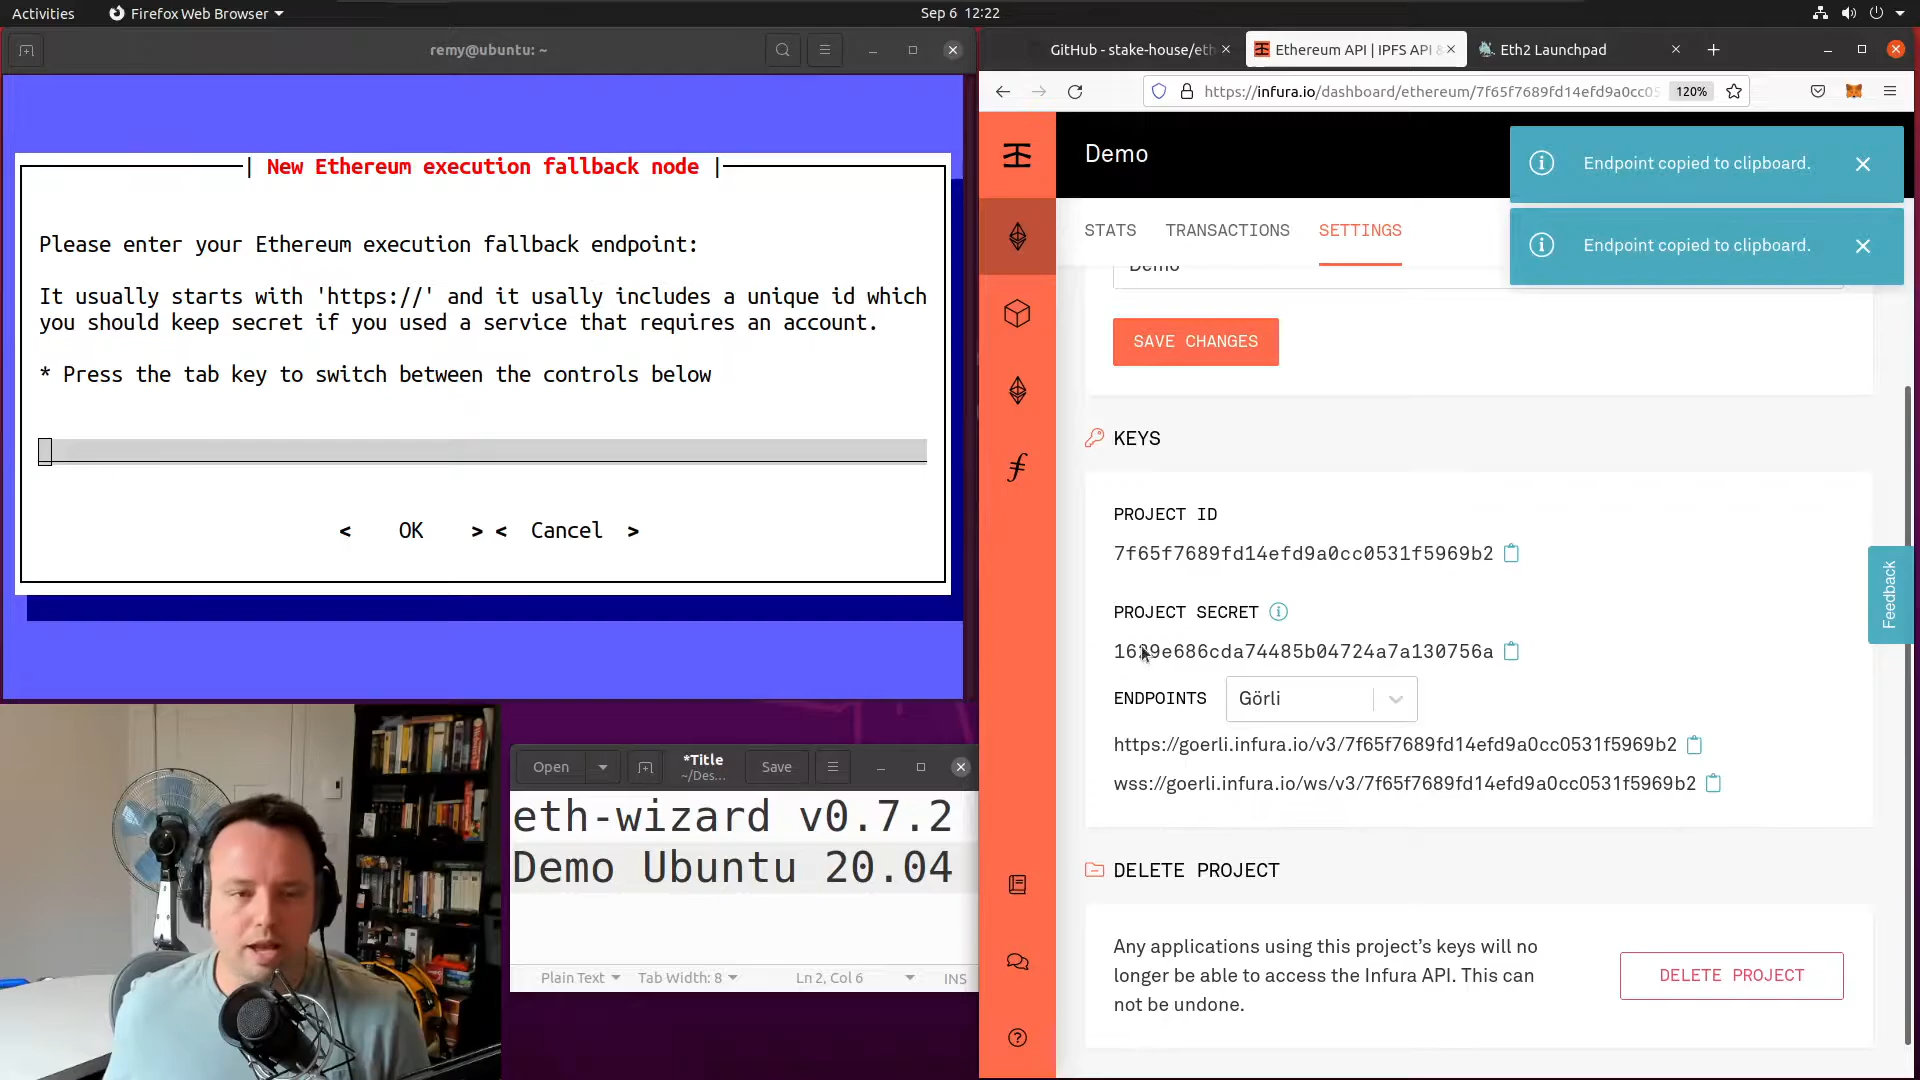 Activities
Firefox Web Browser
Sep 6 12:22
remy@ubuntu: ~
New Ethereum execution fallback node
Please enter your Ethereum execution fallback endpoint:
It usually starts with 'https://' and it usally includes a unique id which
you should keep secret if you used a service that requires an account.
* Press the tab key to switch between the controls below
< OK > < Cancel >
Open
*Title
~/Des...
Save
eth-wizard v0.7.2
Demo Ubuntu 20.04
Plain Text
Tab Width: 8
Ln 2, Col 6
INS
GitHub - stake-house/eth
Ethereum API | IPFS API &
Eth2 Launchpad
https://infura.io/dashboard/ethereum/7f65f7689fd14efd9a0cc05
120%
Demo
Endpoint copied to clipboard.
Endpoint copied to clipboard.
STATS
TRANSACTIONS
SETTINGS
Demo
SAVE CHANGES
KEYS
PROJECT ID
7f65f7689fd14efd9a0cc0531f5969b2
PROJECT SECRET
ENDPOINTS
Görli
https://goerli.infura.io/v3/7f65f7689fd14efd9a0cc0531f5969b2
wss://goerli.infura.io/ws/v3/7f65f7689fd14efd9a0cc0531f5969b2
Feedback
DELETE PROJECT
Any applications using this project's keys will no
longer be able to access the Infura API. This can
not be undone.
DELETE PROJECT